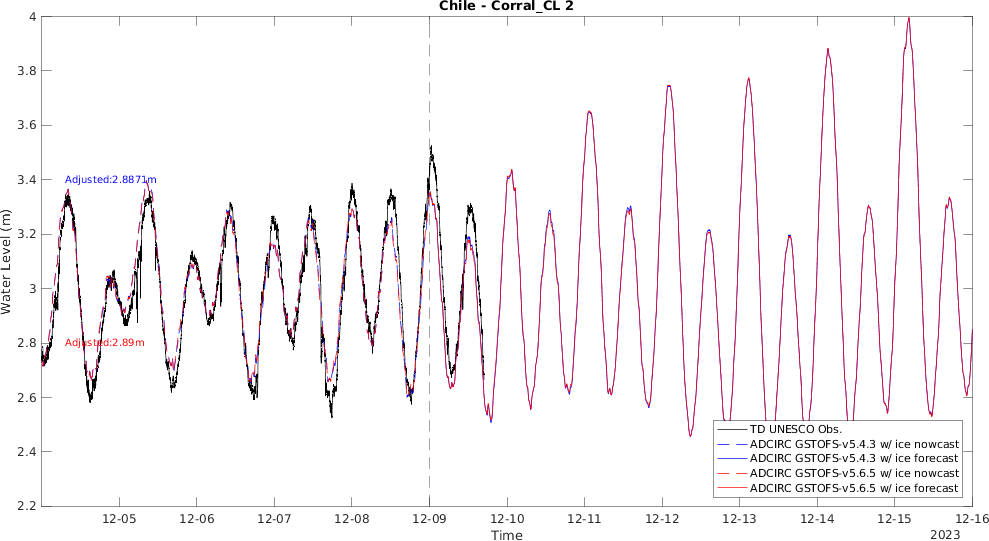 Chile - Corral_CL 2
Water Level (m)
4
3.8
3.6
3.4
3.2
3
2.8
2.6
2.4
2.2
Adjusted:2.8871m
Adjusted:2.89m
TD UNESCO Obs.
ADCIRC GSTOFS-v5.4.3 w/ ice nowcast
ADCIRC GSTOFS-v5.4.3 w/ ice forecast
ADCIRC GSTOFS-v5.6.5 w/ ice nowcast
ADCIRC GSTOFS-v5.6.5 w/ ice forecast
12-05 12-06 12-07 12-08 12-09 12-10 12-11 12-12 12-13 12-14 12-15 12-16
Time
2023